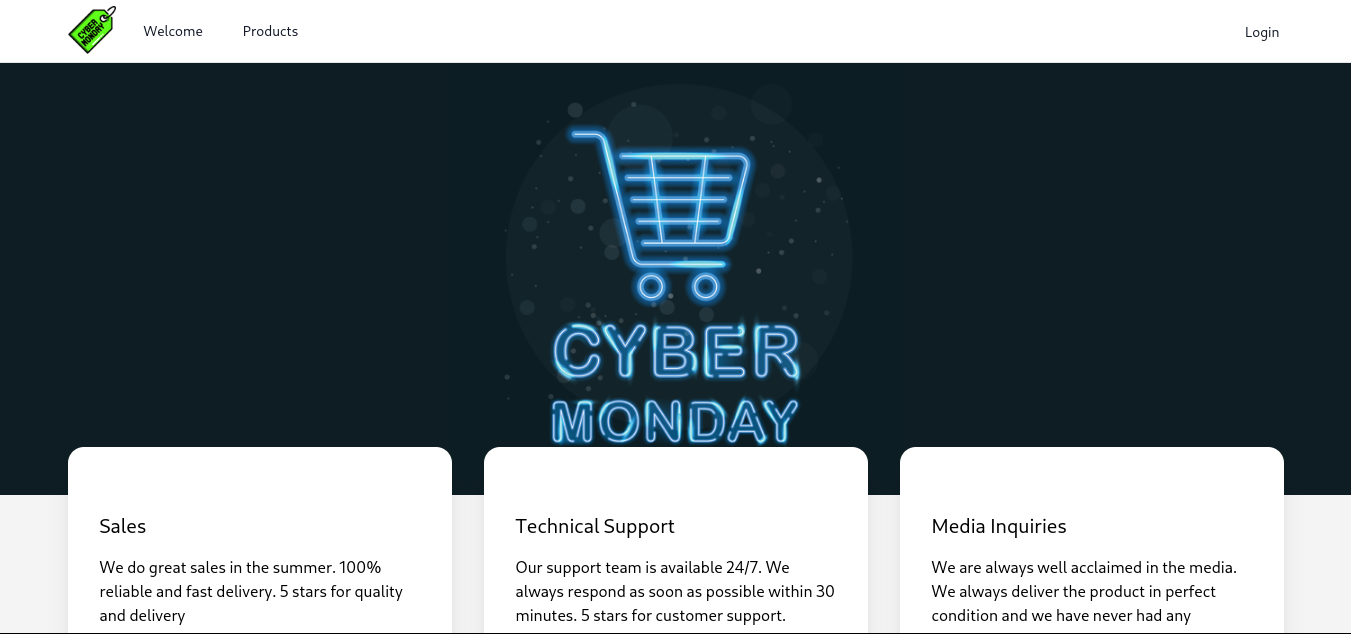 CYBER
MONDAY
Welcome
Products
Login
CYBER
MONDAY
Sales
We do great sales in the summer. 100%
reliable and fast delivery. 5 stars for quality
and delivery
Technical Support
Our support team is available 24/7. We
always respond as soon as possible within 30
minutes. 5 stars for customer support.
Media Inquiries
We are always well acclaimed in the media.
We always deliver the product in perfect
condition and we have never had any